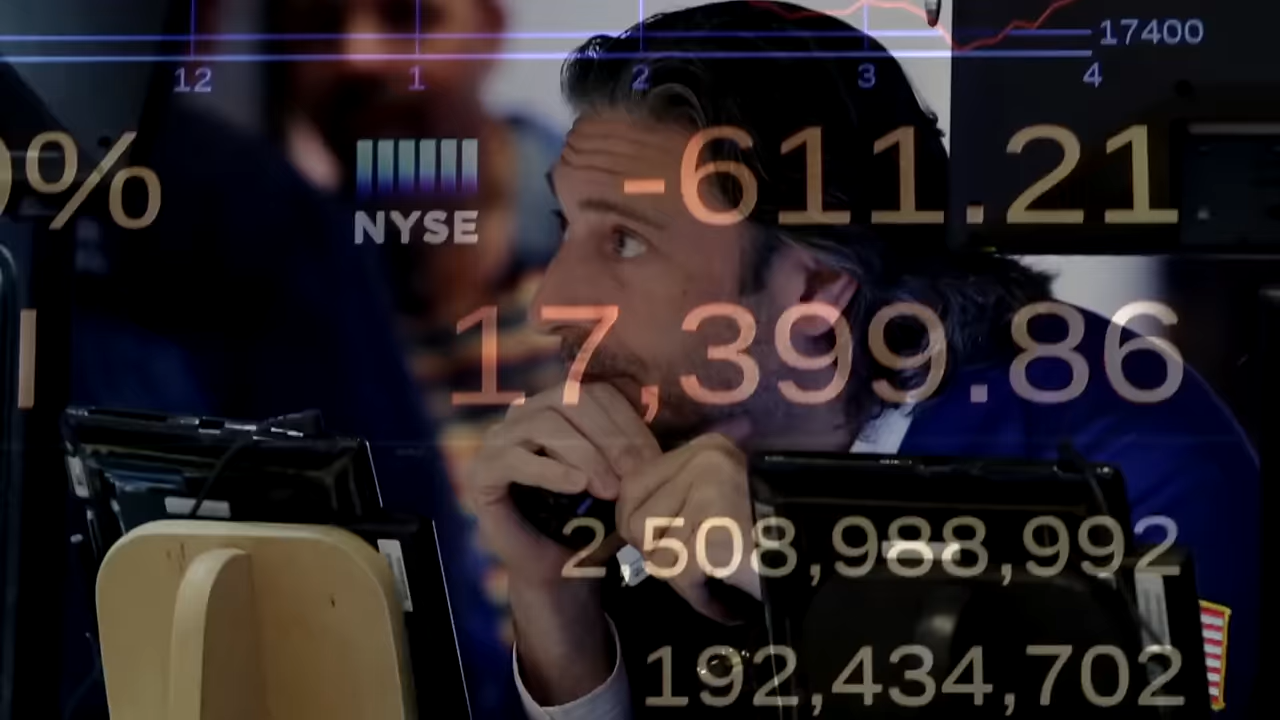 17400
12 1 2 3 4
0% -611.21
NYSE
17,399.86
2,508,988,992
192,434,702